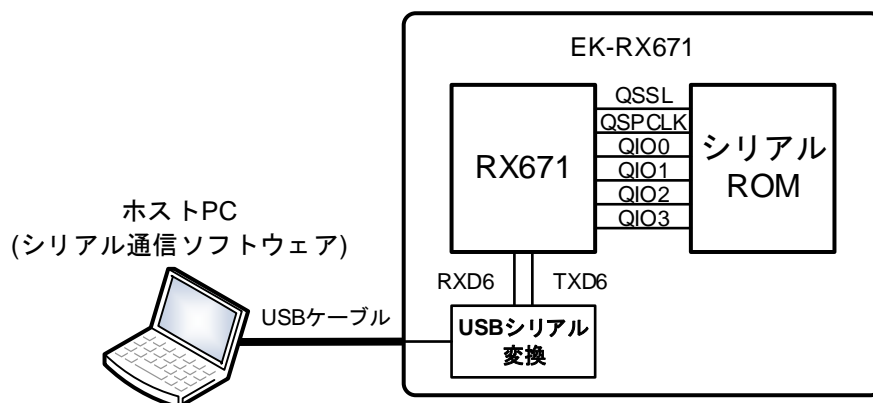 EK-RX671
QSSL
QSPCLK
QIO0
QIO1
QIO2
QIO3
RX671
シリアル
ROM
ホストPC
(シリアル通信ソフトウェア)
RXD6
TXD6
USBケーブル
USBシリアル
変換